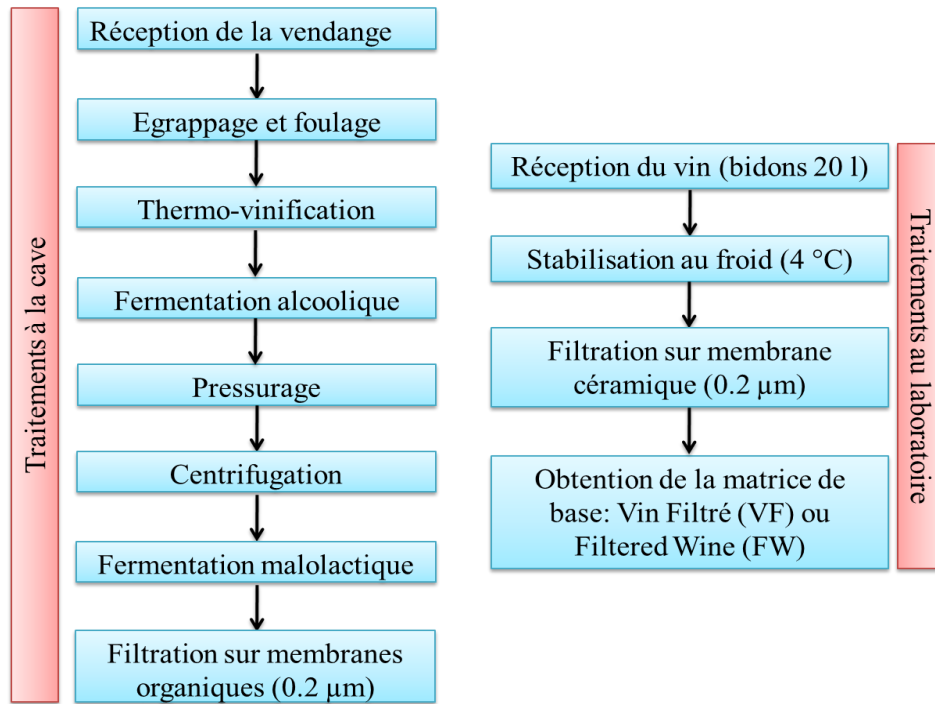 Traitements à la cave
Réception de la vendange
Egrappage et foulage
Thermo-vinification
Fermentation alcoolique
Pressurage
Centrifugation
Fermentation malolactique
Filtration sur membranes
organiques (0.2 µm)
Réception du vin (bidons 20 l)
Stabilisation au froid (4 °C)
Filtration sur membrane
céramique (0.2 µm)
Obtention de la matrice de
base: Vin Filtré (VF) ou
Filtered Wine (FW)
Traitements au laboratoire